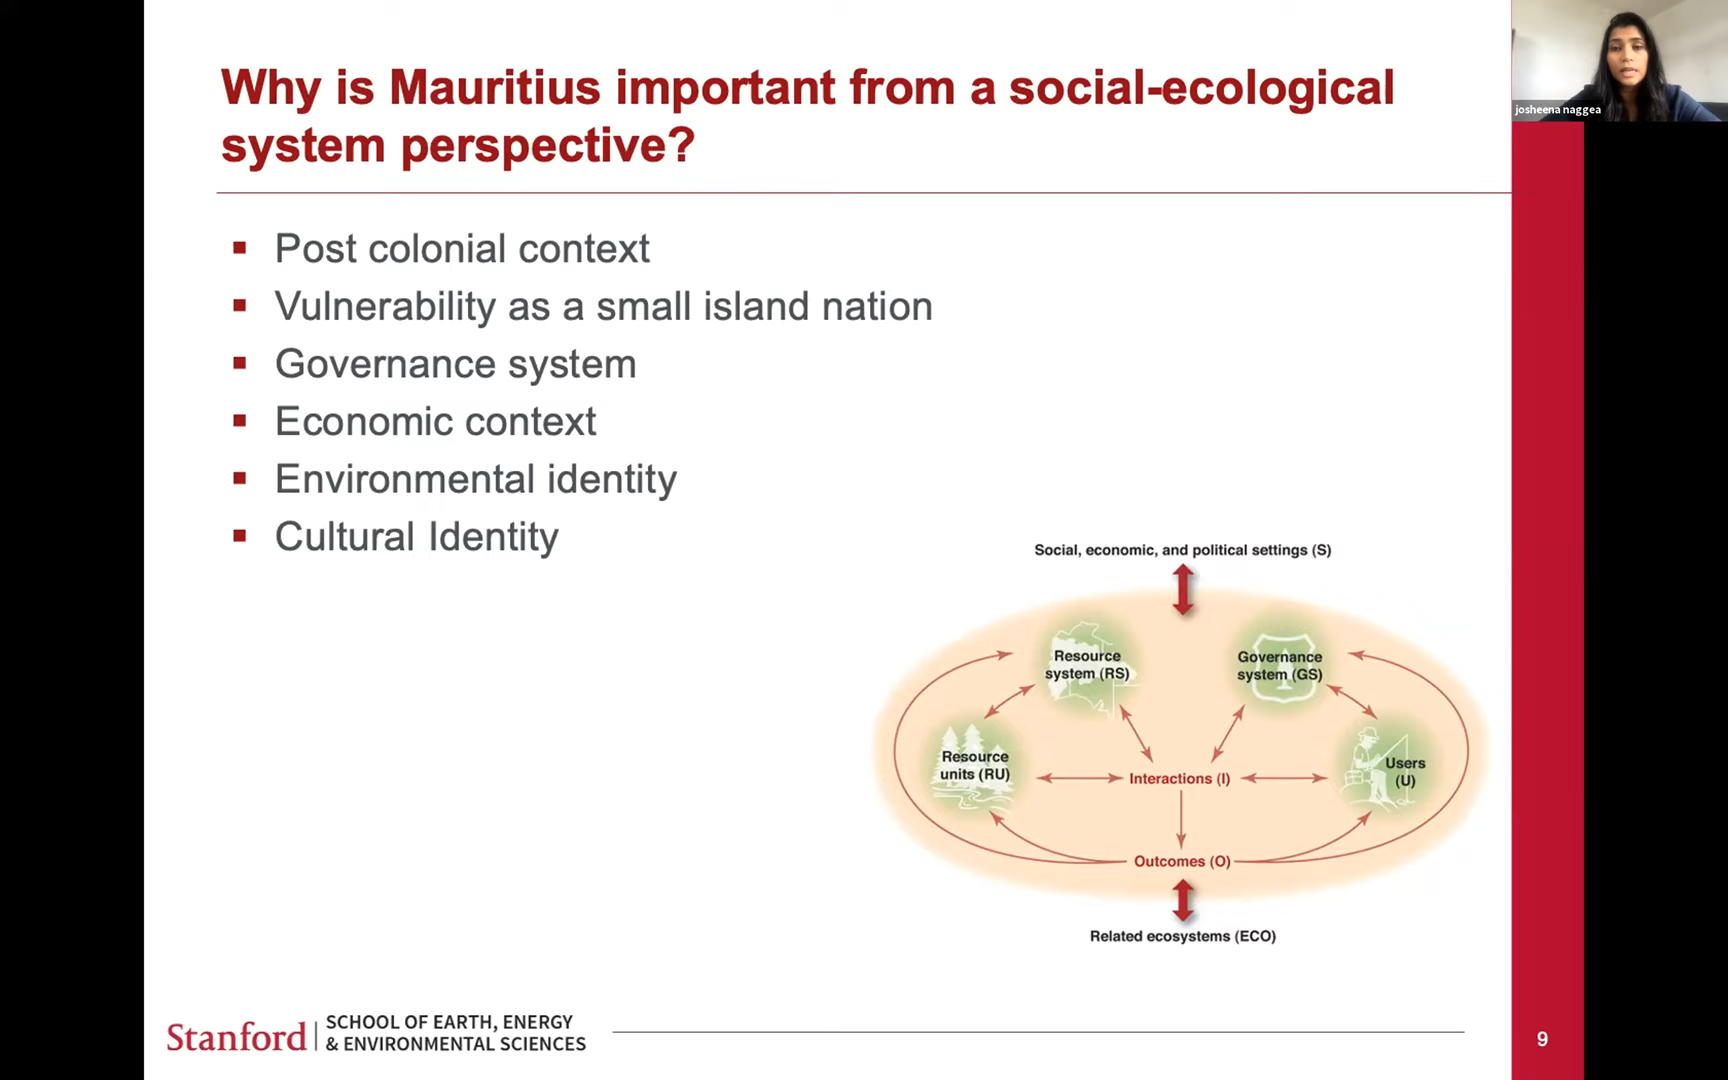 Why is Mauritius important from a social-ecological
system perspective?
josheena naggea
Post colonial context
Vulnerability as a small island nation
Governance system
Economic context
Environmental identity
Cultural Identity
Social, economic, and political settings (S)
Resource
system (RS)
Governance
system (GS)
Resource
units (RU)
Interactions (I)
Users
(U)
Outcomes (O)
Related ecosystems (ECO)
Stanford
SCHOOL OF EARTH, ENERGY
& ENVIRONMENTAL SCIENCES
9